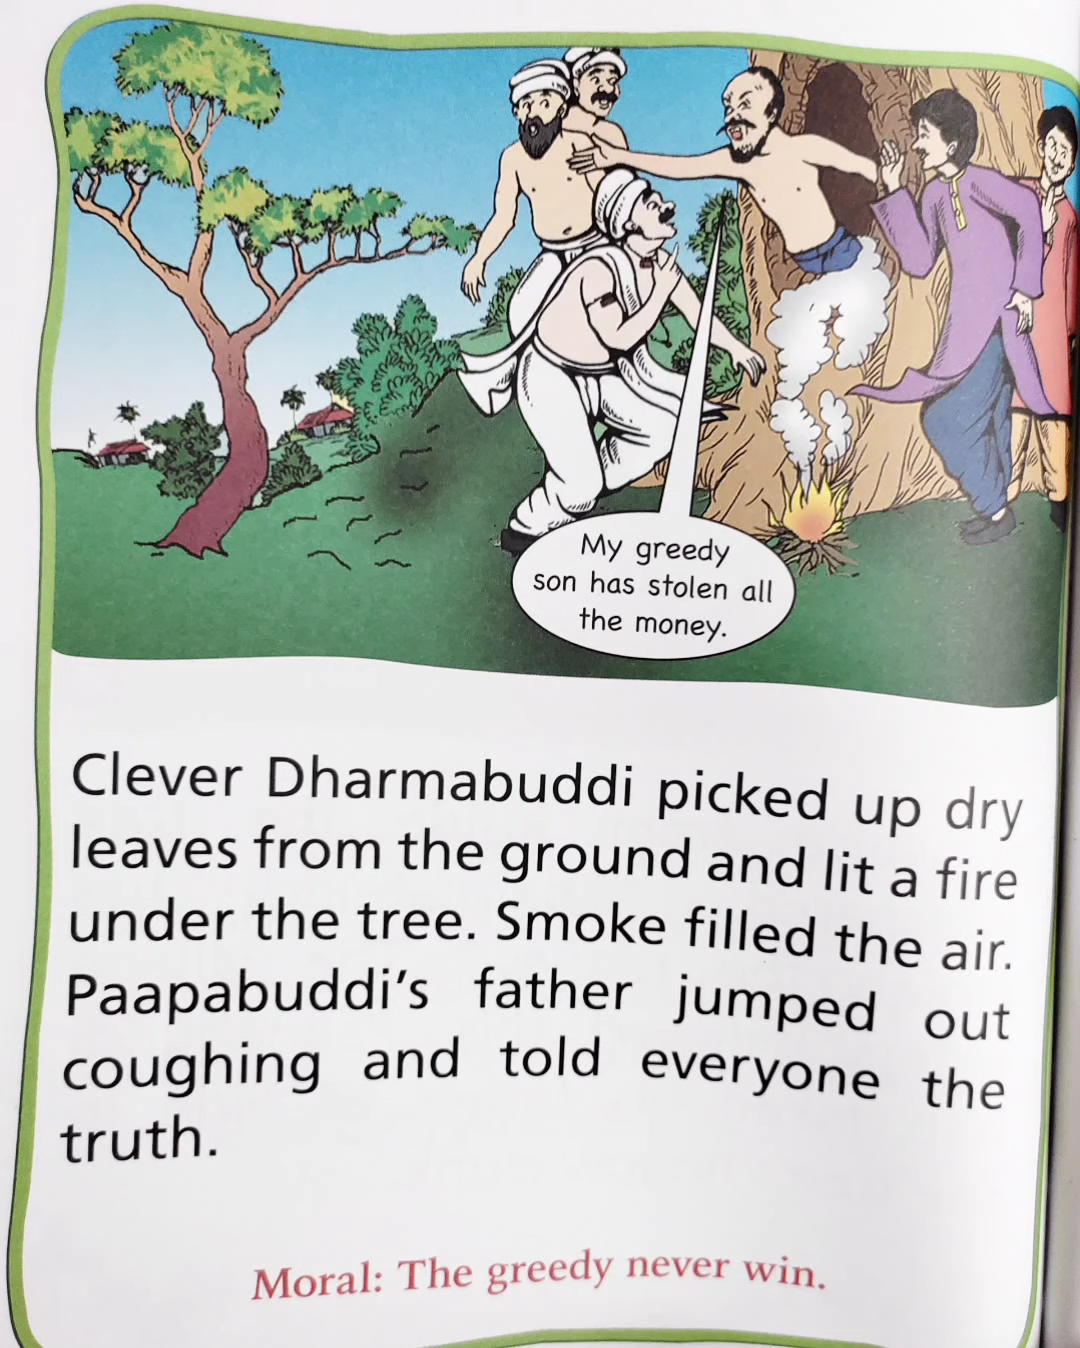 My greedy
son has stolen all
the money.
Clever Dharmabuddi picked up dry
leaves from the ground and lit a fire
under the tree. Smoke filled the air.
Paapabuddi's father jumped out
coughing and told everyone the
truth.
Moral: The greedy never win.